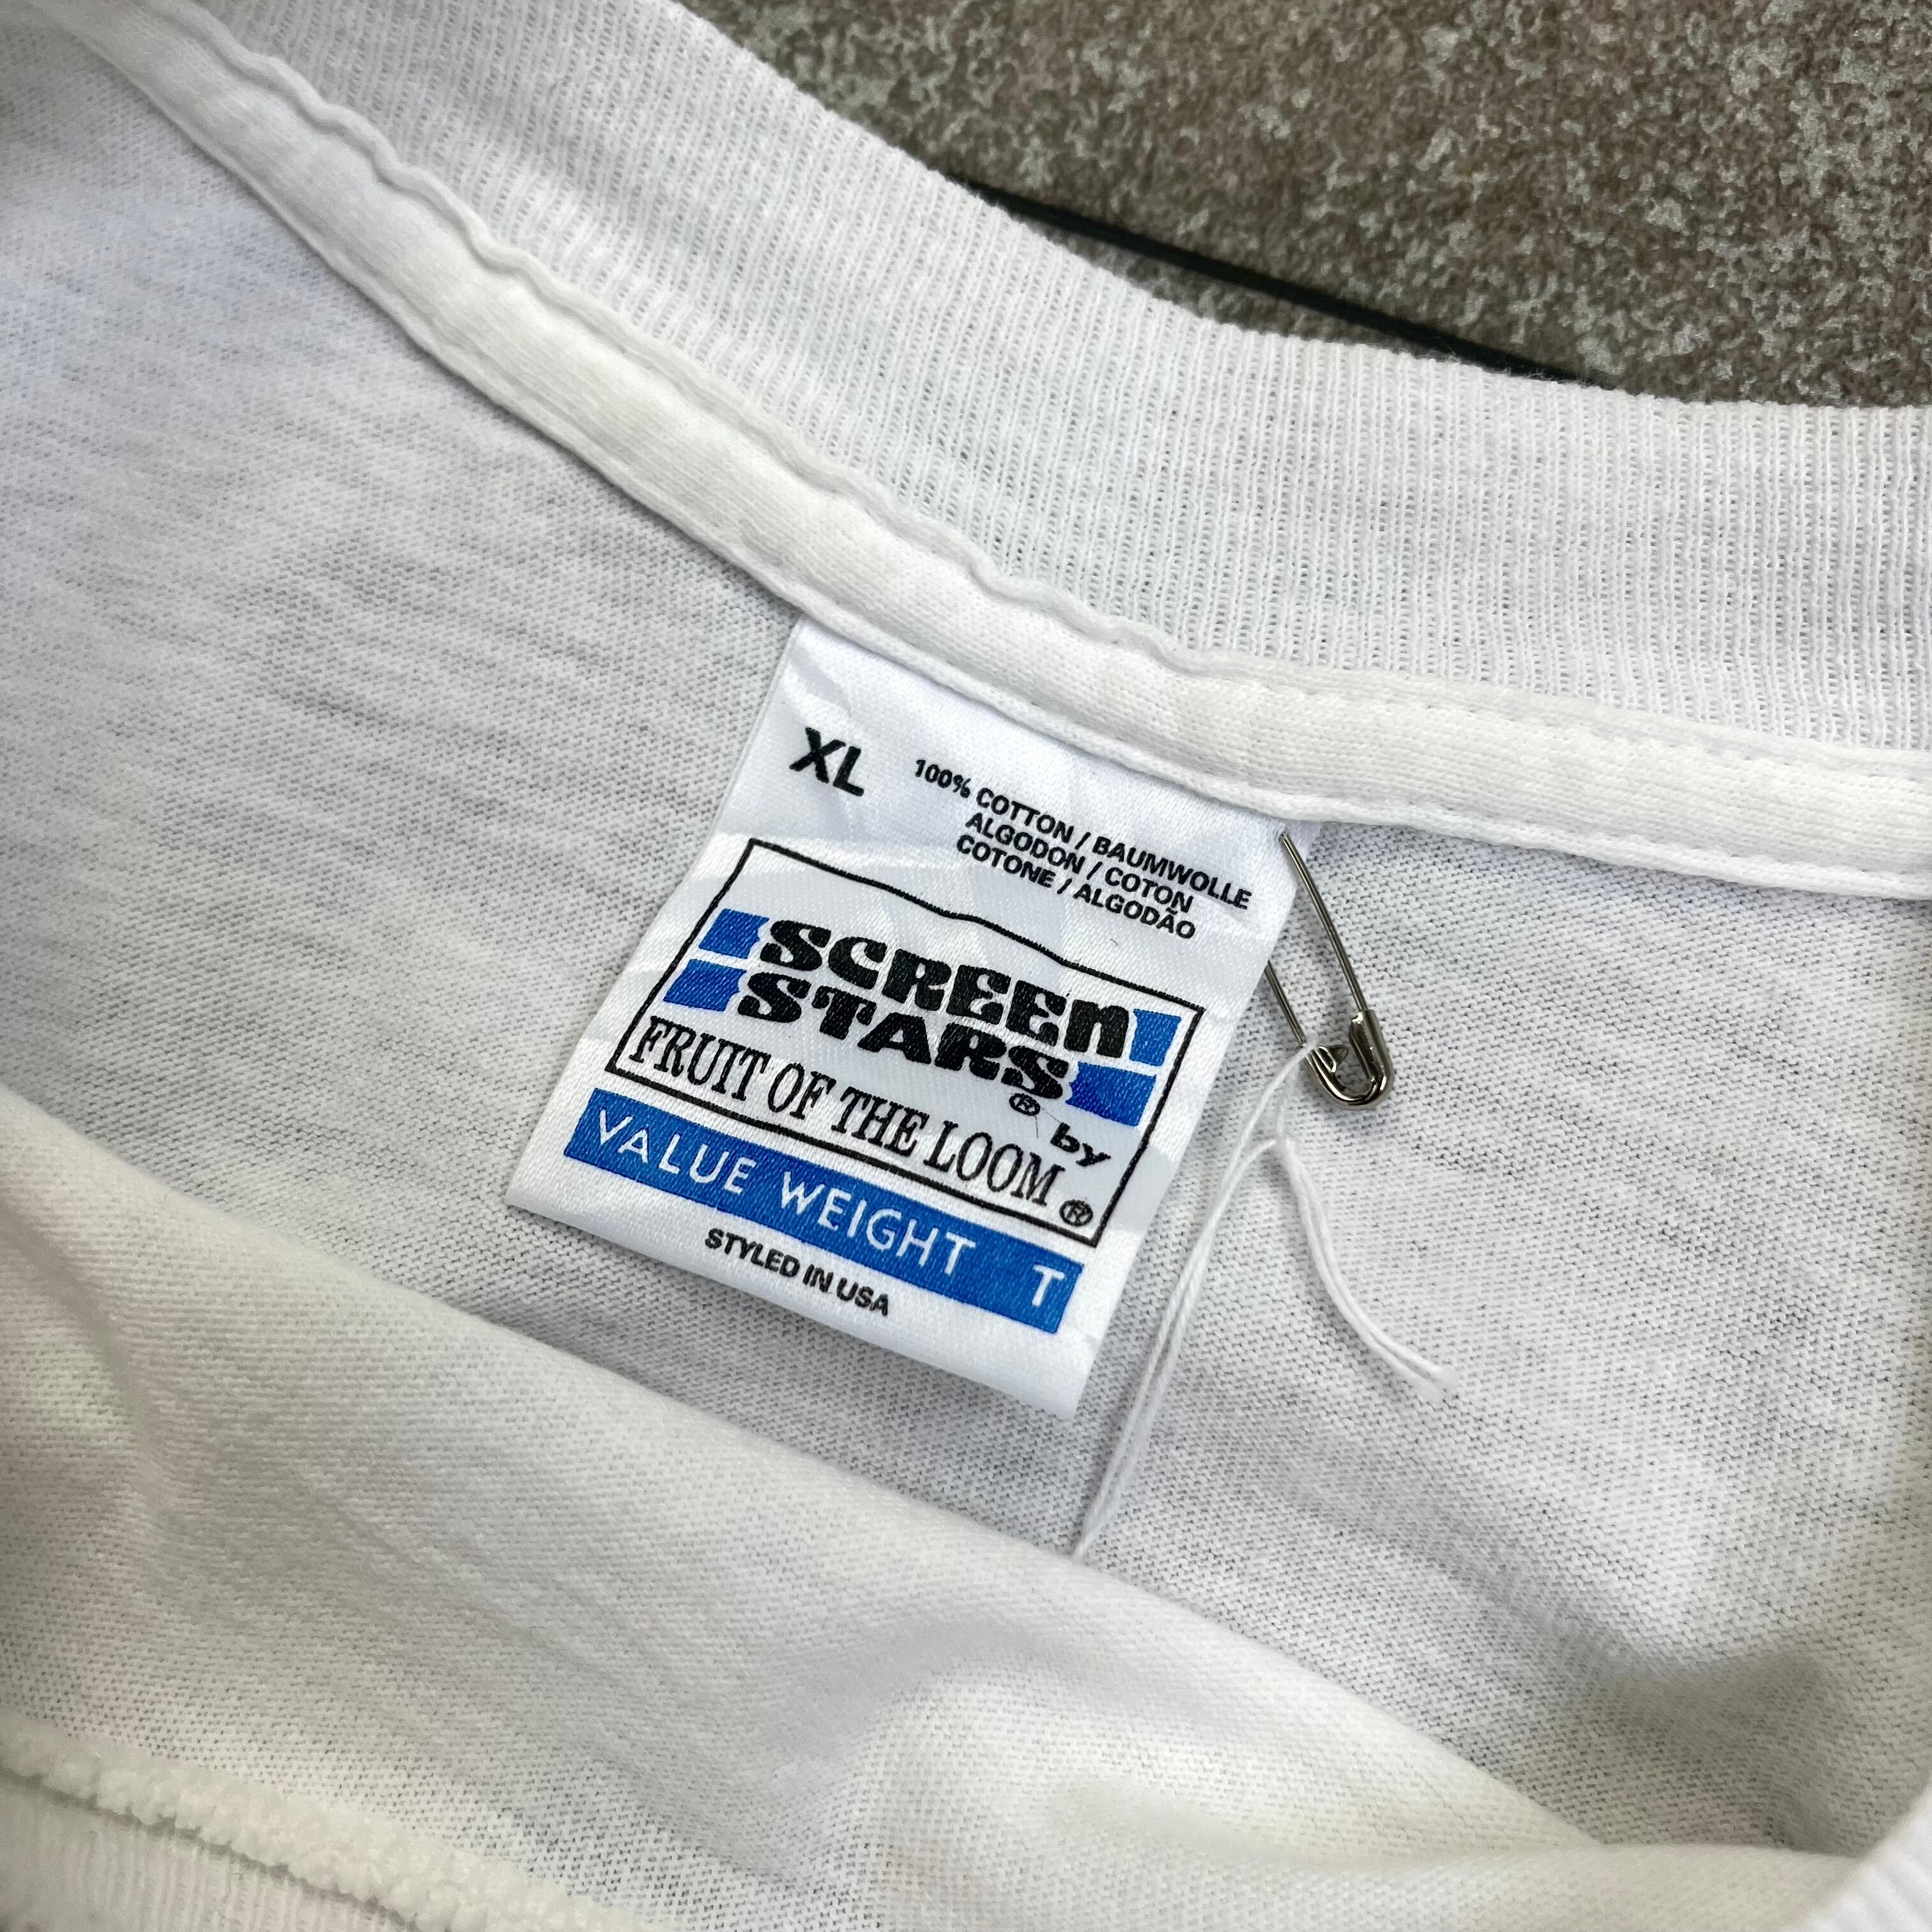 XL
100% COTTON / BAUMWOLLE
ALGODON / COTON
COTONE / ALGODÃO
SCREEN
STARS® by
FRUIT OF THE LOOM®
VALUE WEIGHT T
STYLED IN USA